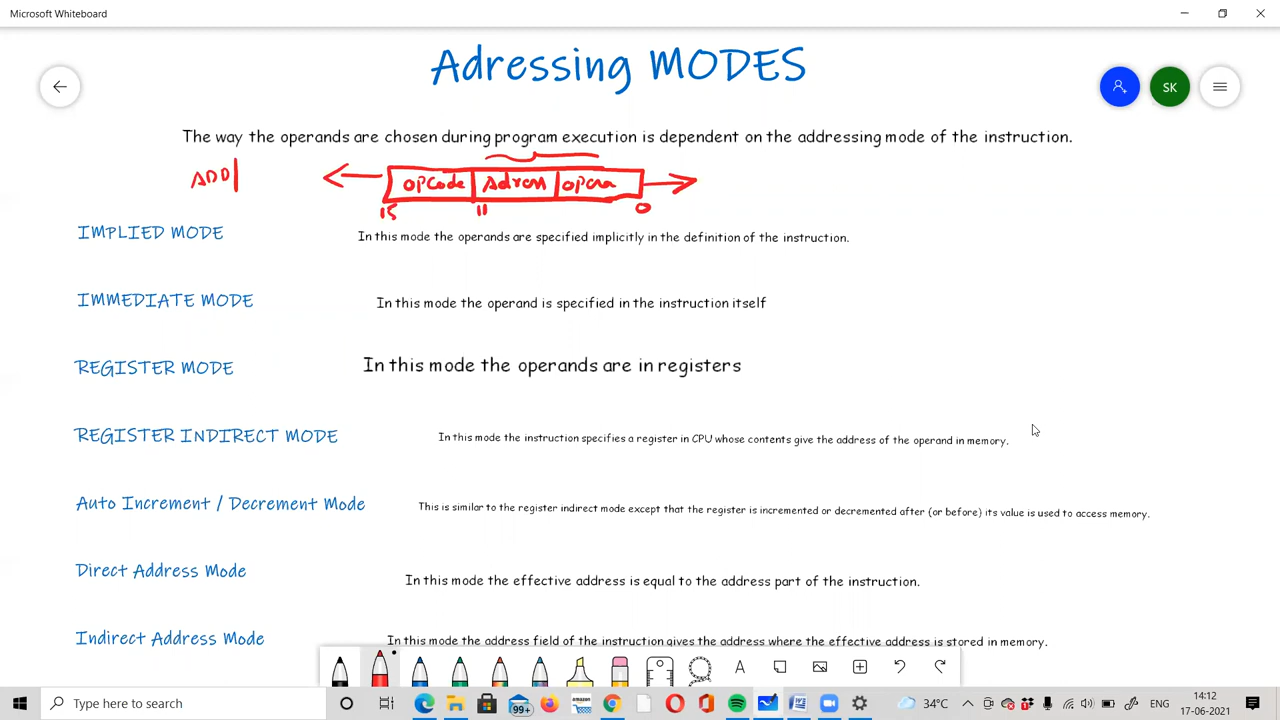 Microsoft Whiteboard
Adressing MODES
SK
The way the operands are chosen during program execution is dependent on the addressing mode of the instruction.
ADD
opCode Adress opera
15 11 0
IMPLIED MODE In this mode the operands are specified implicitly in the definition of the instruction.
IMMEDIATE MODE In this mode the operand is specified in the instruction itself
REGISTER MODE In this mode the operands are in registers
REGISTER INDIRECT MODE In this mode the instruction specifies a register in CPU whose contents give the address of the operand in memory.
Auto Increment / Decrement Mode This is similar to the register indirect mode except that the register is incremented or decremented after (or before) its value is used to access memory.
Direct Address Mode In this mode the effective address is equal to the address part of the instruction.
Indirect Address Mode In this mode the address field of the instruction gives the address where the effective address is stored in memory.
A
Type here to search 99+ amazon 34°C ENG 14:12
17-06-2021